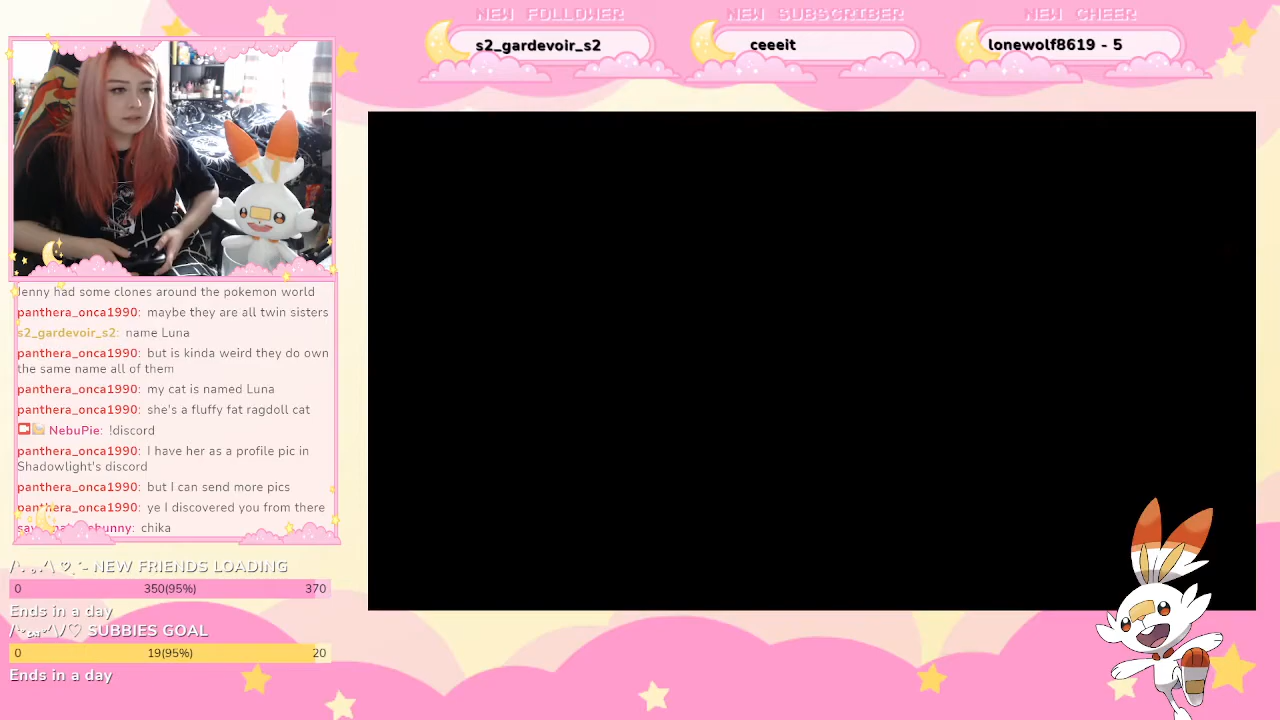 NEW FOLLOWER
s2_gardevoir_s2
NEW SUBSCRIBER
ceeeit
NEW CHEER
lonewolf8619 - 5
Jenny had some clones around the pokemon world
panthera_onca1990: maybe they are all twin sisters
s2_gardevoir_s2: name Luna
panthera_onca1990: but is kinda weird they do own
the same name all of them
panthera_onca1990: my cat is named Luna
panthera_onca1990: she's a fluffy fat ragdoll cat
NebuPie: !discord
panthera_onca1990: I have her as a profile pic in
Shadowlight's discord
panthera_onca1990: but I can send more pics
panthera_onca1990: ye I discovered you from there
chika
NEW FRIENDS LOADING
0 350(95%) 370
Ends in a day
SUBBIES GOAL
0 19(95%) 20
Ends in a day